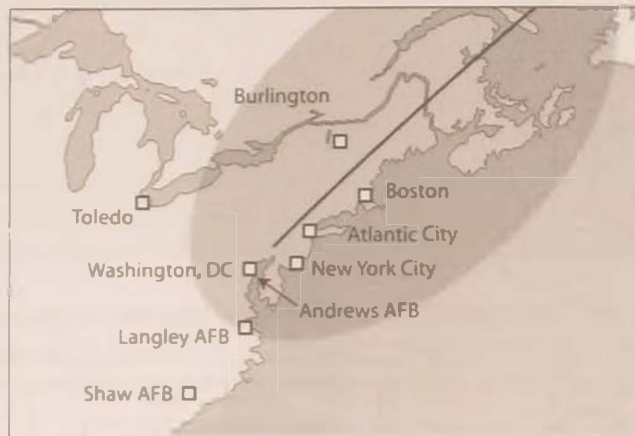 Burlington
Boston
Toledo
Atlantic City
Washington, DC
New York City
Andrews AFB
Langley AFB
Shaw AFB